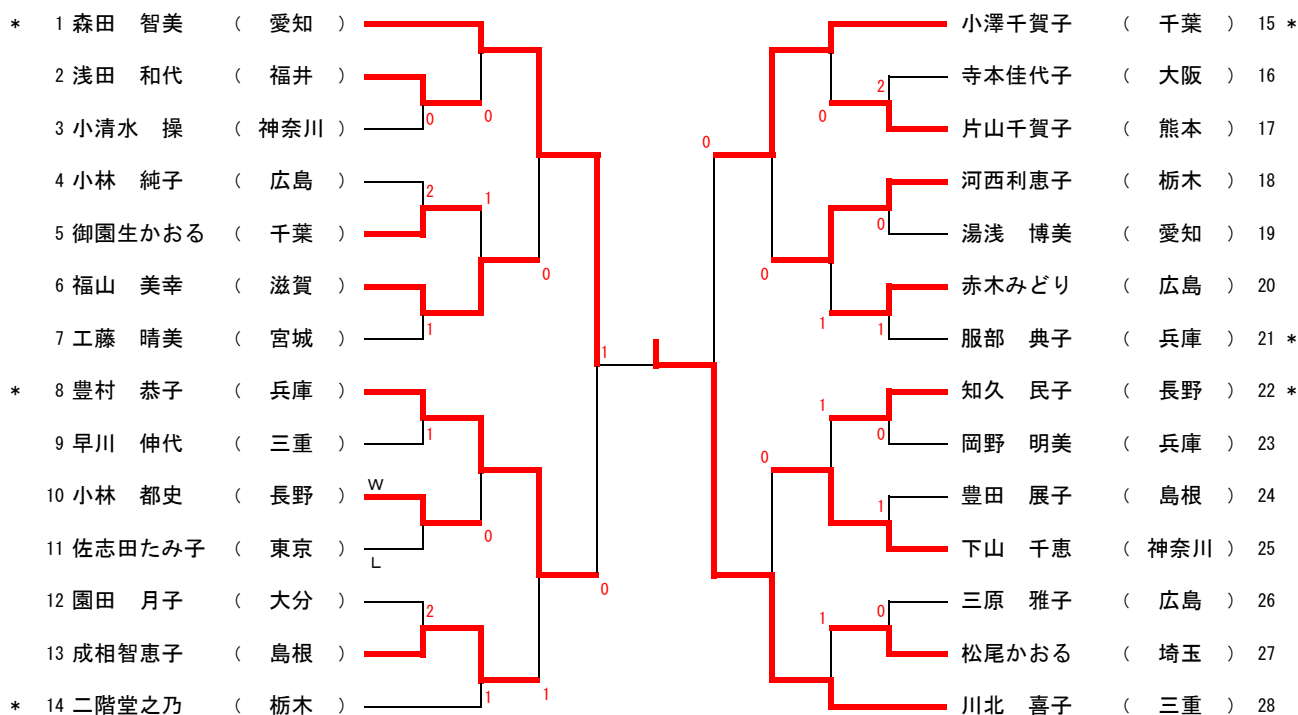 * 1 森田　智美 （ 愛知 ）
2 浅田　和代 （ 福井 ）
0 0
3 小清水　操 （ 神奈川 ）
4 小林　純子 （ 広島 ）
2 1
5 御園生かおる （ 千葉 ）
0
6 福山　美幸 （ 滋賀 ）
1
7 工藤　晴美 （ 宮城 ）
1
* 8 豊村　恭子 （ 兵庫 ）
1
9 早川　伸代 （ 三重 ）
10 小林　都史 （ 長野 ） W
0
11 佐志田たみ子 （ 東京 ） L
0
12 園田　月子 （ 大分 ）
2
13 成相智恵子 （ 島根 ）
1 1
* 14 二階堂之乃 （ 栃木 ）
小澤千賀子 （ 千葉 ） 15 *
寺本佳代子 （ 大阪 ） 16
2
0
片山千賀子 （ 熊本 ） 17
0
河西利恵子 （ 栃木 ） 18
0
湯浅　博美 （ 愛知 ） 19
0
赤木みどり （ 広島 ） 20
1 1
服部　典子 （ 兵庫 ） 21 *
知久　民子 （ 長野 ） 22 *
1 0
岡野　明美 （ 兵庫 ） 23
0
豊田　展子 （ 島根 ） 24
1
下山　千恵 （ 神奈川 ） 25
三原　雅子 （ 広島 ） 26
1 0
松尾かおる （ 埼玉 ） 27
川北　喜子 （ 三重 ） 28